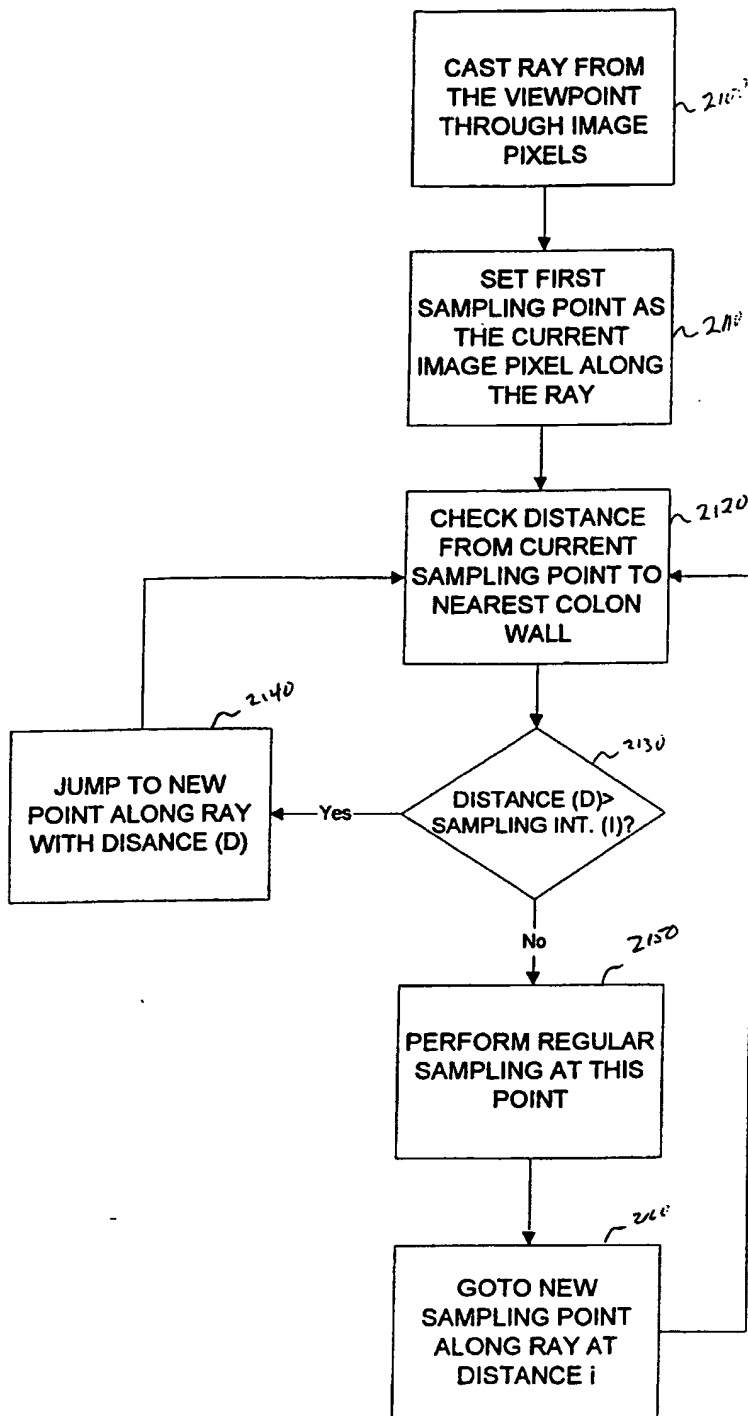 CAST RAY FROM
THE VIEWPOINT
THROUGH IMAGE
PIXELS
SET FIRST
SAMPLING POINT AS
THE CURRENT
IMAGE PIXEL ALONG
THE RAY
2110
CHECK DISTANCE
FROM CURRENT
SAMPLING POINT TO
NEAREST COLON
WALL
2120
2140
JUMP TO NEW
POINT ALONG RAY
WITH DISANCE (D)
Yes
2130
DISTANCE (D)>
SAMPLING INT. (I)?
No
2150
PERFORM REGULAR
SAMPLING AT THIS
POINT
GOTO NEW
SAMPLING POINT
ALONG RAY AT
DISTANCE i